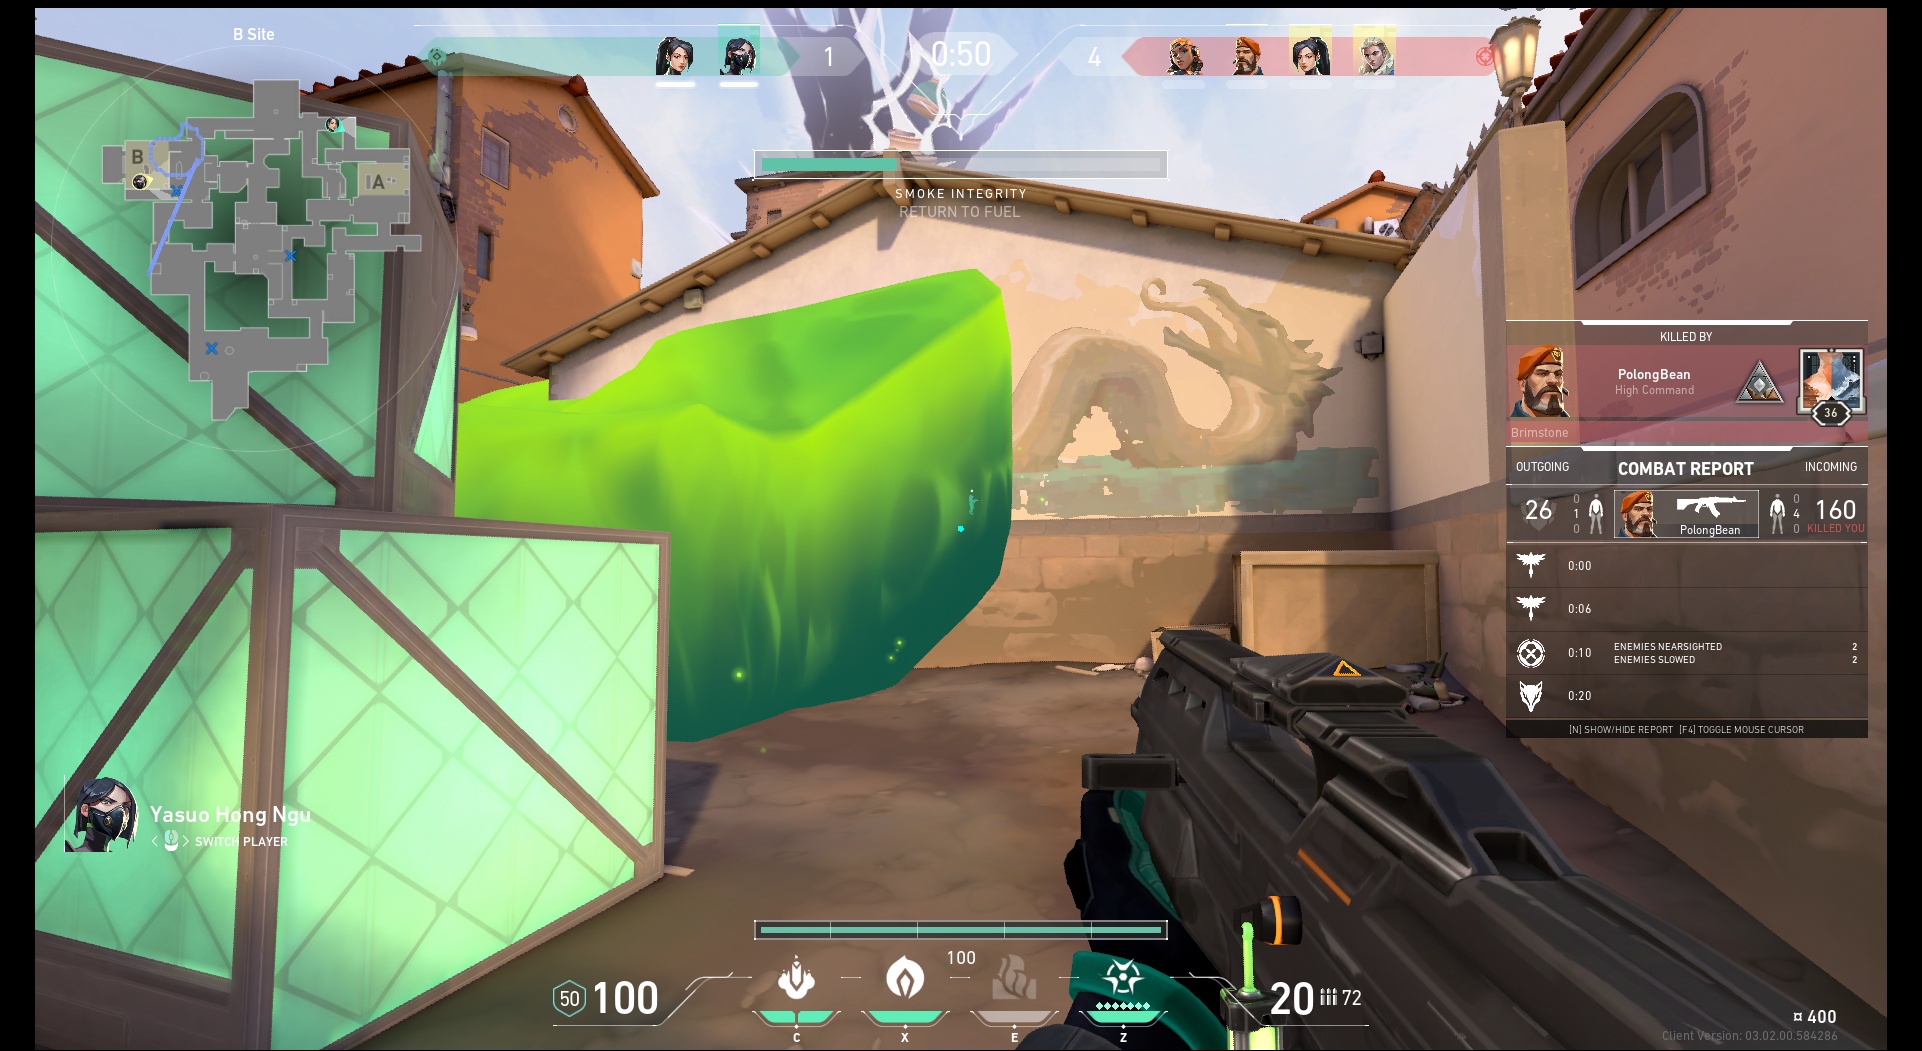 B Site
1
0:50
4
B
A
SMOKE INTEGRITY
RETURN TO FUEL
KILLED BY
PolongBean
High Command
36
Brimstone
OUTGOING COMBAT REPORT INCOMING
26
0
1
0
PolongBean
0
4
0
160
KILLED YOU
0:00
0:06
0:10 ENEMIES NEARSIGHTED 2
ENEMIES SLOWED 2
0:20
[N] SHOW/HIDE REPORT [F4] TOGGLE MOUSE CURSOR
Yasuo Hong Ngu
< > SWITCH PLAYER
100
50 100
20 72
C X E Z
¤ 400
Client Version: 03.02.00.584286